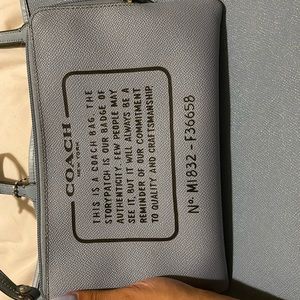 COACH
NEW YORK
THIS IS A COACH BAG. THE
STORYPATCH IS OUR BADGE OF
AUTHENTICITY. FEW PEOPLE MAY
SEE IT, BUT IT WILL ALWAYS BE A
REMINDER OF OUR COMMITMENT
TO QUALITY AND CRAFTSMANSHIP.
Nº. M1832 - F36658